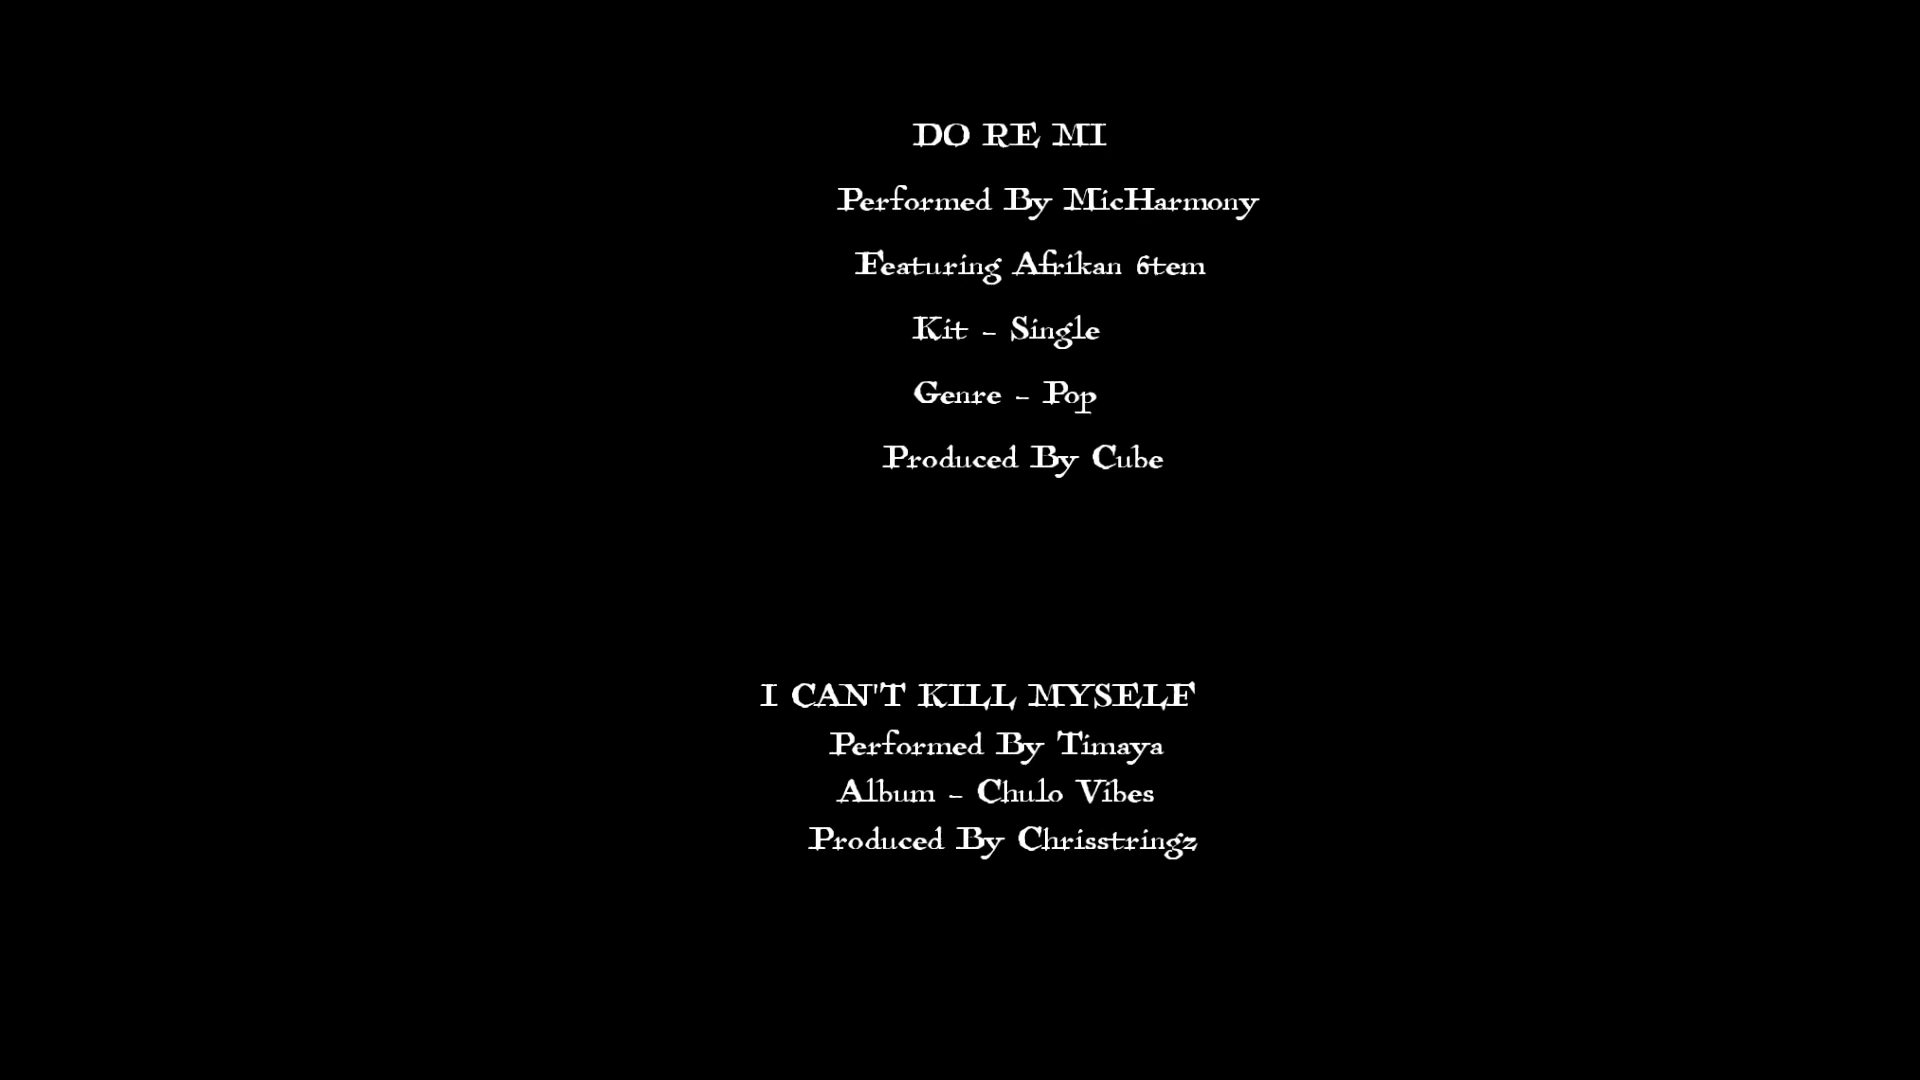 DO RE MI
Performed By MicHarmony
Featuring Afrikan 6tem
Kit - Single
Genre - Pop
Produced By Cube
I CAN'T KILL MYSELF
Performed By Timaya
Album - Chulo Vibes
Produced By Chrisstringz